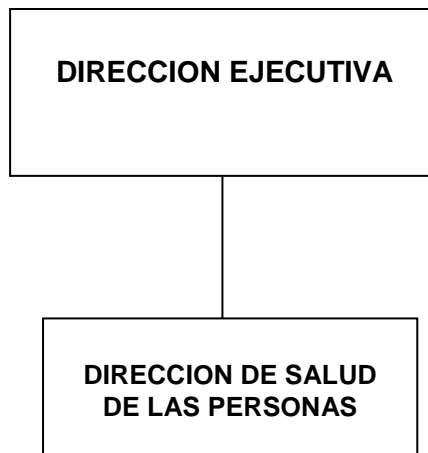 DIRECCION EJECUTIVA
DIRECCION DE SALUD
DE LAS PERSONAS